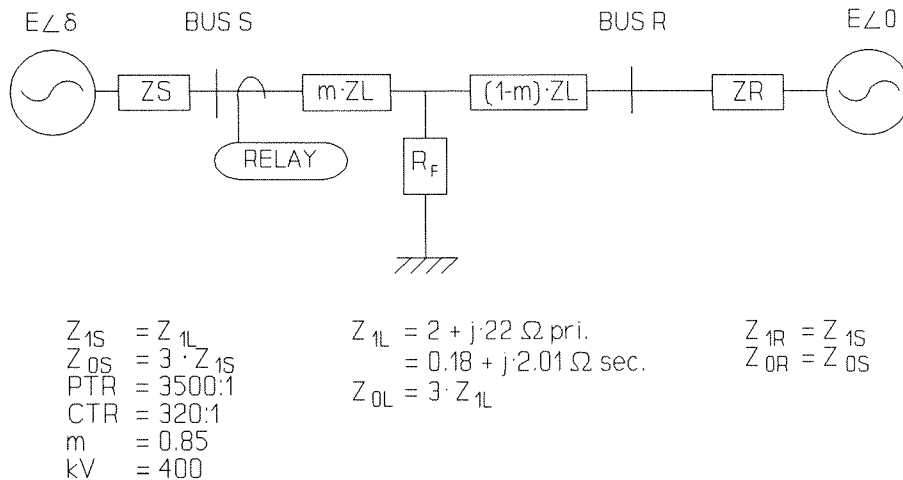 E∠δ BUS S BUS R E∠0
ZS m·ZL (1-m)·ZL ZR
RELAY R_F
Z_1S = Z_1L
Z_0S = 3 · Z_1S
PTR = 3500:1
CTR = 320:1
m = 0.85
kV = 400
Z_1L = 2 + j·22 Ω pri.
= 0.18 + j·2.01 Ω sec.
Z_0L = 3 · Z_1L
Z_1R = Z_1S
Z_0R = Z_0S